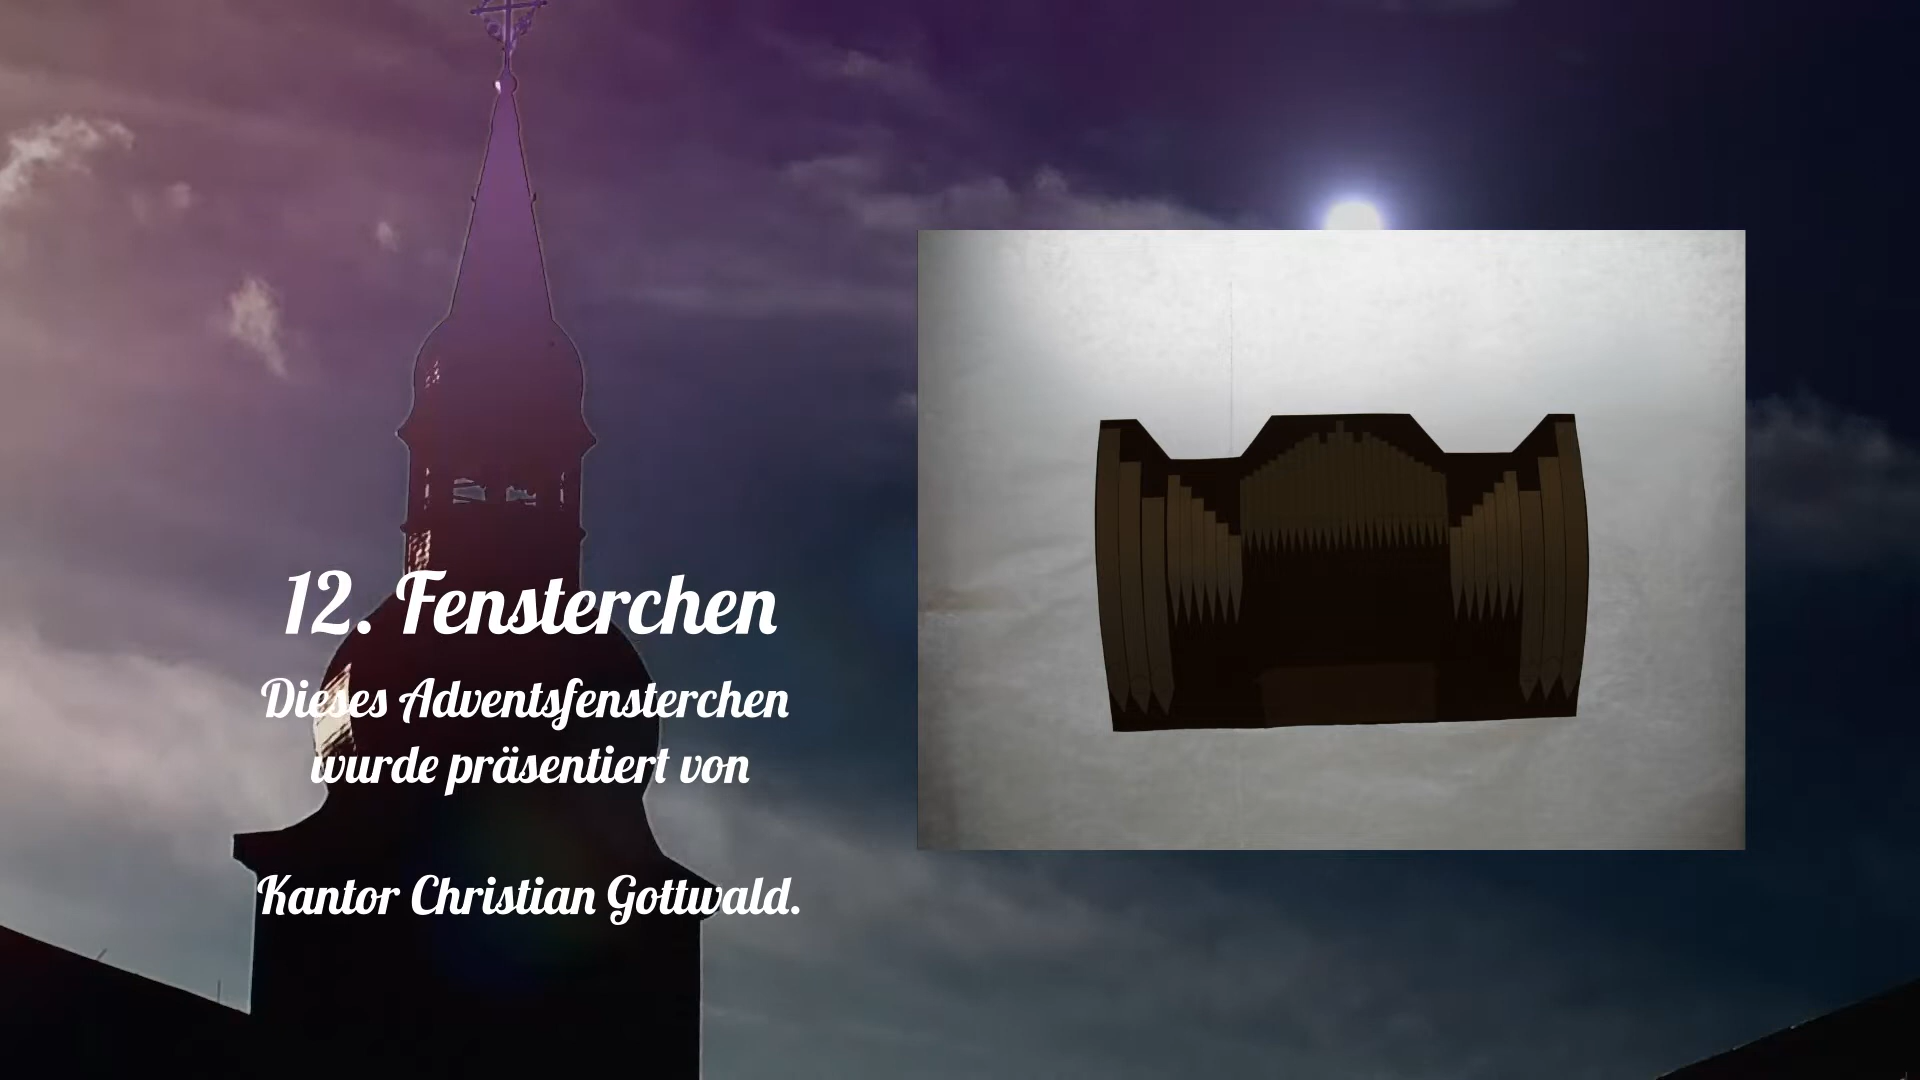 12. Fensterchen
Dieses Adventsfensterchen
wurde präsentiert von
Kantor Christian Gottwald.